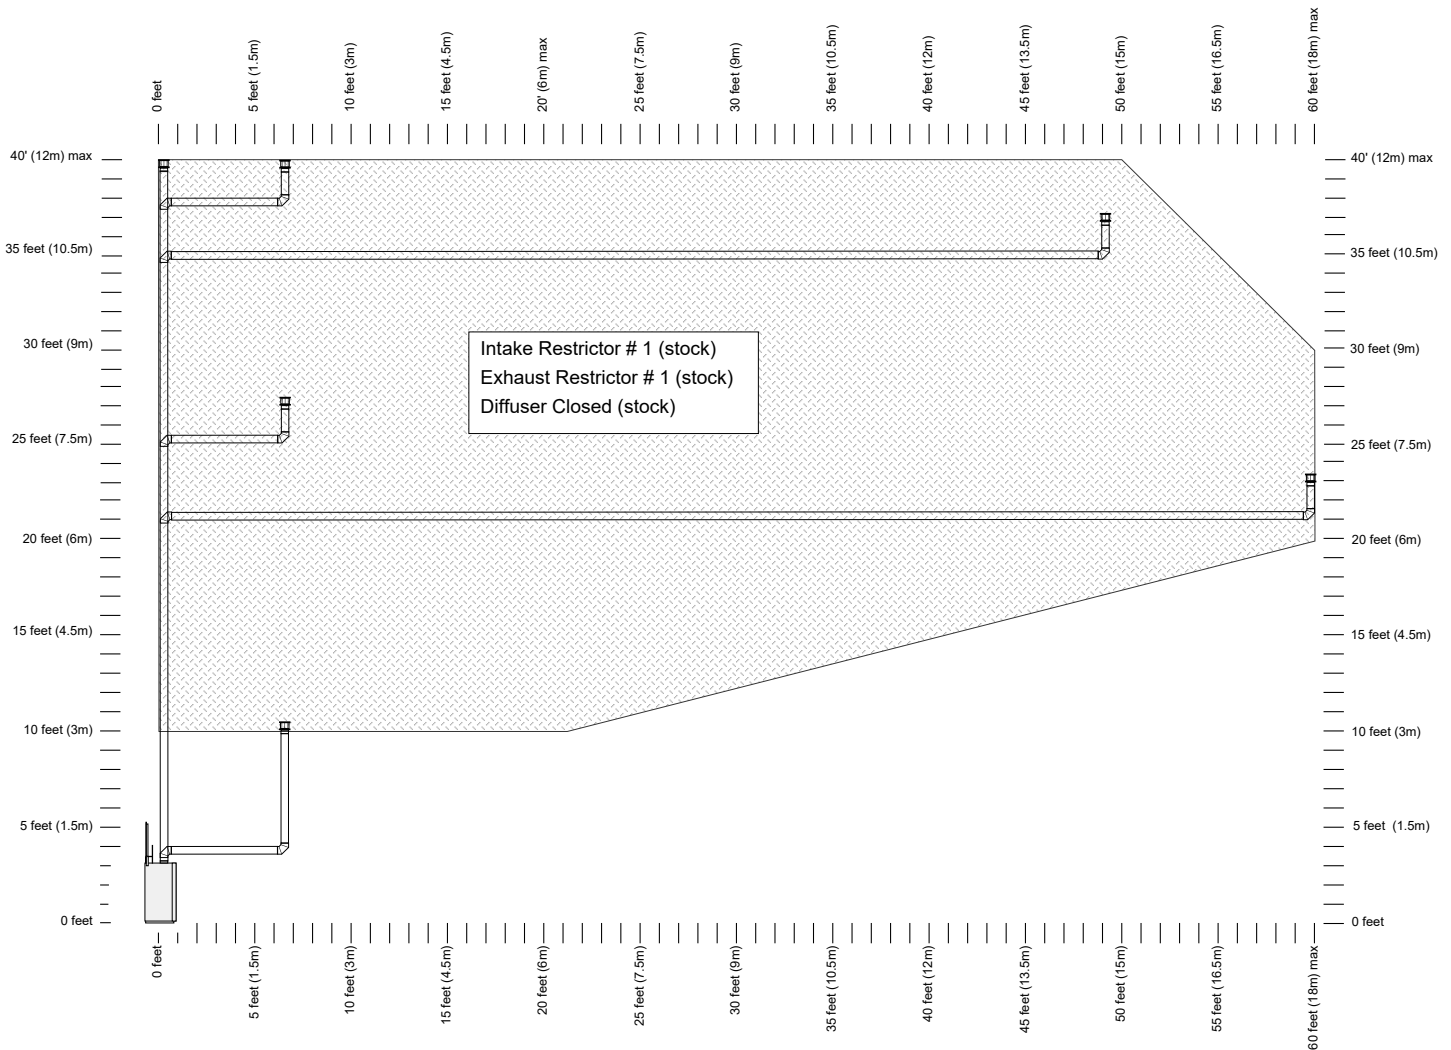 0 feet
5 feet (1.5m)
10 feet (3m)
15 feet (4.5m)
20' (6m) max
25 feet (7.5m)
30 feet (9m)
35 feet (10.5m)
40 feet (12m)
45 feet (13.5m)
50 feet (15m)
55 feet (16.5m)
60 feet (18m) max
40' (12m) max
35 feet (10.5m)
30 feet (9m)
25 feet (7.5m)
20 feet (6m)
15 feet (4.5m)
10 feet (3m)
5 feet (1.5m)
0 feet
Intake Restrictor # 1 (stock)
Exhaust Restrictor # 1 (stock)
Diffuser Closed (stock)
40' (12m) max
35 feet (10.5m)
30 feet (9m)
25 feet (7.5m)
20 feet (6m)
15 feet (4.5m)
10 feet (3m)
5 feet (1.5m)
0 feet
0 feet
5 feet (1.5m)
10 feet (3m)
15 feet (4.5m)
20 feet (6m)
25 feet (7.5m)
30 feet (9m)
35 feet (10.5m)
40 feet (12m)
45 feet (13.5m)
50 feet (15m)
55 feet (16.5m)
60 feet (18m) max